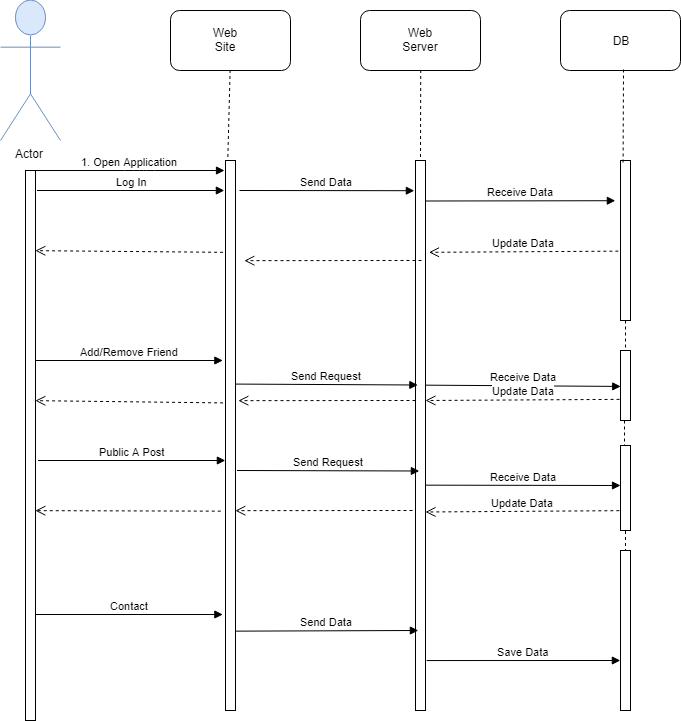 Web
Site
Web
Server
DB
Actor
1. Open Application
Log In
Send Data
Receive Data
Update Data
Add/Remove Friend
Send Request
Receive Data
Update Data
Public A Post
Send Request
Receive Data
Update Data
Contact
Send Data
Save Data